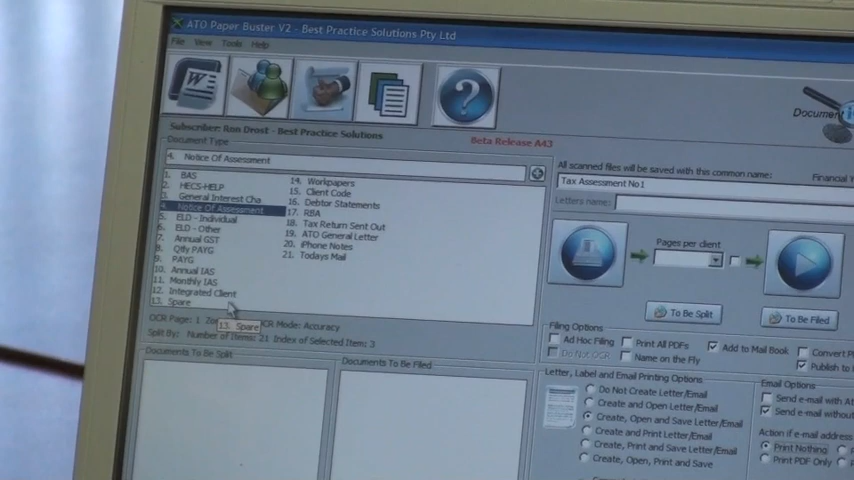 ATO Paper Buster V2 - Best Practice Solutions Pty Ltd
File View Tools Help
Subscriber: Ron Drost - Best Practice Solutions
Beta Release A43
Document
Document Type
4. Notice Of Assessment
1. BAS
2. HECS-HELP
3. General Interest Cha
4. Notice Of Assessment
5. ELD - Individual
6. ELD - Other
7. Annual GST
8. Qtly PAYG
9. PAYG
10. Annual IAS
11. Monthly IAS
12. Integrated Client
13. Spare
14. Workpapers
15. Client Code
16. Debtor Statements
17. RBA
18. Tax Return Sent Out
19. ATO General Letter
20. iPhone Notes
21. Todays Mail
13. Spare
OCR Page: 1 Zon
CR Mode: Accuracy
Split By: Number of Items: 21 Index of Selected Item: 3
Documents To Be Split
Documents To Be Filed
All scanned files will be saved with this common name:
Financial
Tax Assessment No1
Letters name:
Pages per client
To Be Split
To Be Filed
Filing Options
Ad Hoc Filing
Print All PDFs
Add to Mail Book
Convert P
Do Not OCR
Name on the Fly
Publish to
Letter, Label and Email Printing Options
Do Not Create Letter/Email
Create and Open Letter/Email
Create, Open and Save Letter/Email
Create and Print Letter/Email
Create, Print and Save Letter/Email
Create, Open, Print and Save
Email Options
Send e-mail with At
Send e-mail without
Action if e-mail address
Print Nothing
Print PDF Only